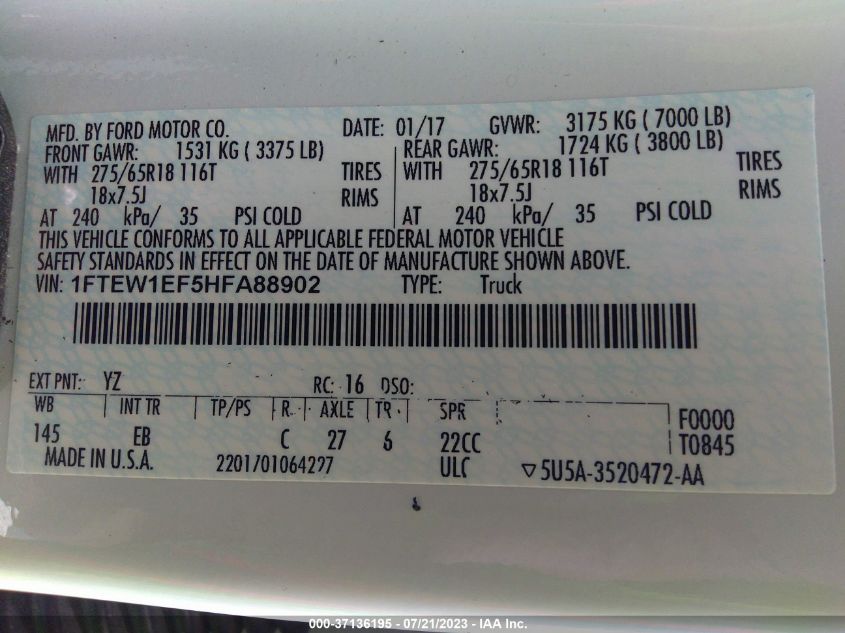 MFD. BY FORD MOTOR CO. DATE: 01/17 GVWR: 3175 KG ( 7000 LB)
FRONT GAWR: 1531 KG ( 3375 LB) REAR GAWR: 1724 KG ( 3800 LB)
WITH 275/65R18 116T TIRES WITH 275/65R18 116T TIRES
18x7.5J RIMS 18x7.5J RIMS
AT 240 kPa/ 35 PSI COLD AT 240 kPa/ 35 PSI COLD
THIS VEHICLE CONFORMS TO ALL APPLICABLE FEDERAL MOTOR VEHICLE
SAFETY STANDARDS IN EFFECT ON THE DATE OF MANUFACTURE SHOWN ABOVE.
VIN: 1FTEW1EF5HFA88902 TYPE: Truck
EXT PNT: YZ RC: 16 DSO:
WB INT TR TP/PS R AXLE TR SPR F0000
145 EB C 27 6 22CC T0845
MADE IN U.S.A. 2201/01064297 ULC ▽5U5A-3520472-AA
000-37136195 - 07/21/2023 - IAA Inc.